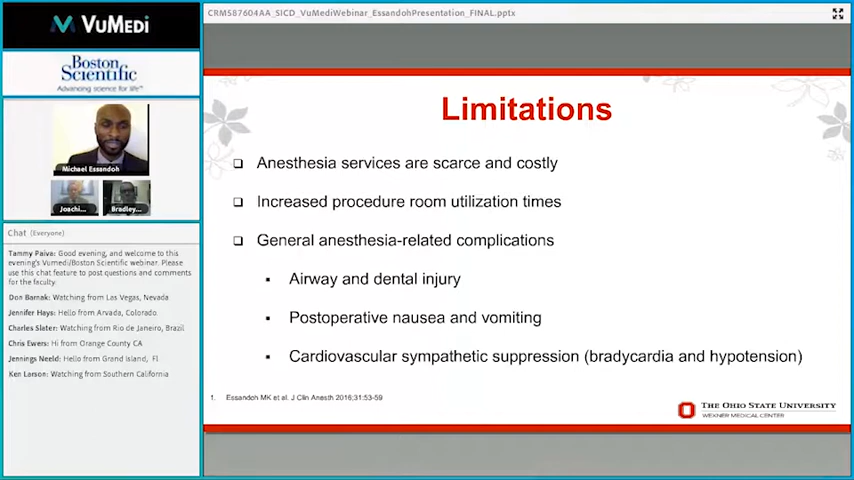 VUMEDI
CRM587604AA_SICD_VuMediWebinar_EssandohPresentation_FINAL.pptx
Boston
Scientific
Advancing science for life™
Michael Essandoh
Joachi...
Bradley...
Chat (Everyone)
Tammy Paiva: Good evening, and welcome to this
evening's Vumedi/Boston Scientific webinar. Please
use this chat feature to post questions and comments
for the faculty.
Don Barnak: Watching from Las Vegas, Nevada
Jennifer Hays: Hello from Arvada, Colorado.
Charles Slater: Watching from Rio de Janeiro, Brazil
Chris Ewers: Hi from Orange County CA
Jennings Neeld: Hello from Grand island, Fl
Ken Larson: Watching from Southern California
Limitations
Anesthesia services are scarce and costly
Increased procedure room utilization times
General anesthesia-related complications
Airway and dental injury
Postoperative nausea and vomiting
Cardiovascular sympathetic suppression (bradycardia and hypotension)
1. Essandoh MK et al. J Clin Anesth 2016;31:53-59
THE OHIO STATE UNIVERSITY
WEXNER MEDICAL CENTER